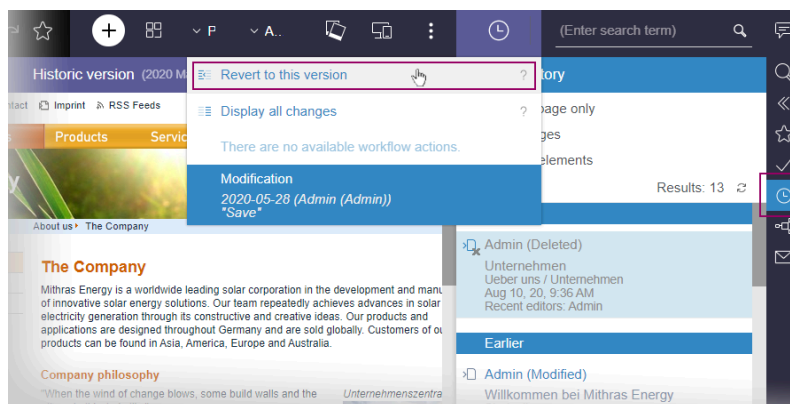 P
A..
(Enter search term)
Historic version (2020 M
Revert to this version ?
Display all changes ?
There are no available workflow actions.
Modification
2020-05-28 (Admin (Admin))
"Save"
Imprint RSS Feeds
Products
About us The Company
The Company
Mithras Energy is a worldwide leading solar corporation in the development and manu
of innovative solar energy solutions. Our team repeatedly achieves advances in solar
electricity generation through its constructive and creative ideas. Our products and
applications are designed throughout Germany and are sold globally. Customers of ou
products can be found in Asia, America, Europe and Australia.
Company philosophy
"When the wind of change blows, some build walls and the
Unternehmenszentra
tory
page only
ges
elements
Results: 13
Admin (Deleted)
Unternehmen
Ueber uns / Unternehmen
Aug 10, 20, 9:36 AM
Recent editors: Admin
Earlier
Admin (Modified)
Willkommen bei Mithras Energy